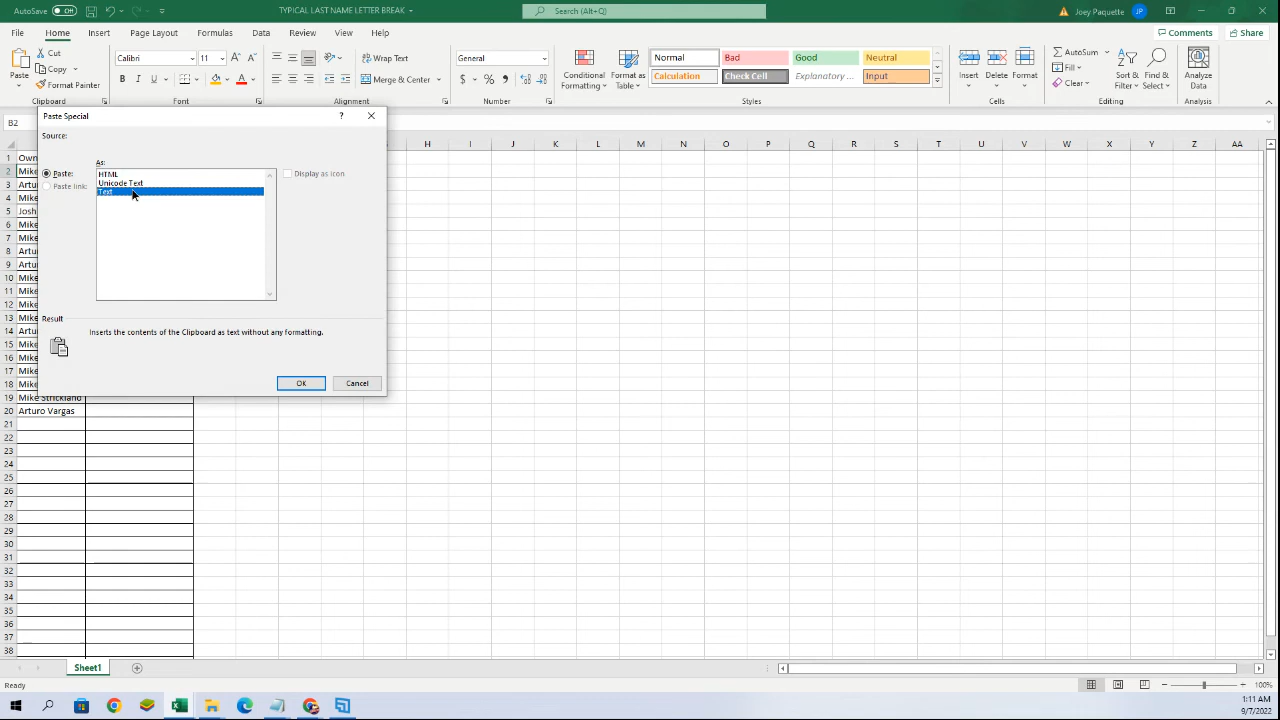 AutoSave Off TYPICAL LAST NAME LETTER BREAK Search (Alt+Q) Joey Paquette JP
File Home Insert Page Layout Formulas Data Review View Help Comments Share
Paste Cut Copy Format Painter Clipboard
Calibri 11 A A B I U A Font
Wrap Text Merge & Center Alignment
General $ % , Number
Conditional Formatting Format as Table Normal Bad Good Neutral Calculation Check Cell Explanatory ... Input Styles
Insert Delete Format Cells
AutoSum Fill Clear Sort & Filter Find & Select Editing
Analyze Data Analysis
B2
Paste Special ? 
Source:
As:
Paste: HTML Display as icon
Paste link: Unicode Text
Text
Result
Inserts the contents of the Clipboard as text without any formatting.
OK Cancel
H I J K L M N O P Q R S T U V W X Y Z AA
1 Own
2 Mike
3 Artu
4 Mike
5 Josh
6 Mike
7 Mike
8 Artu
9 Artu
10 Mike
11 Mike
12 Mike
13 Mike
14 Artu
15 Mike
16 Mike
17 Mike
18 Mike
19 Mike Strickland
20 Arturo Vargas
21
22
23
24
25
26
27
28
29
30
31
32
33
34
35
36
37
38
Sheet1
Ready 100%
1:11 AM
9/7/2022